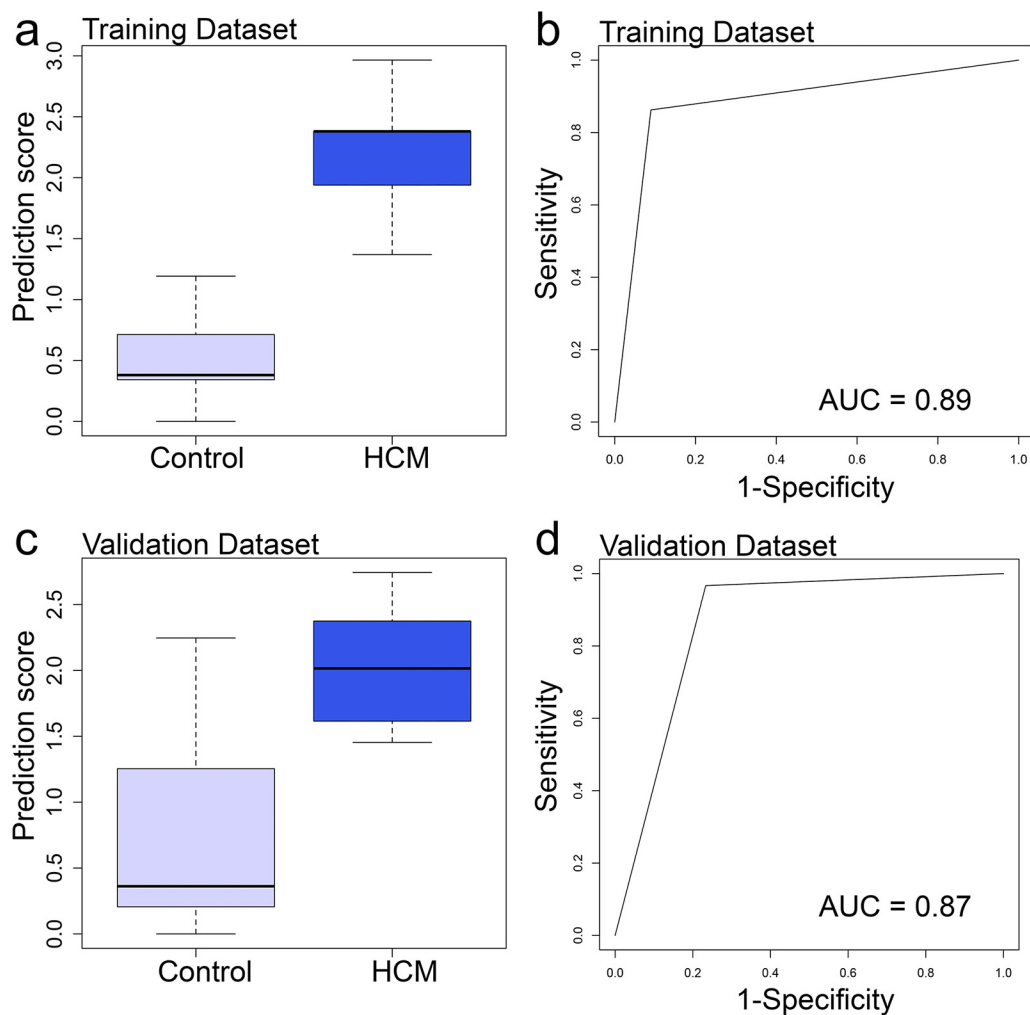 a Training Dataset
Prediction score
3.0
2.5
2.0
1.5
1.0
0.5
0.0
Control HCM
b Training Dataset
Sensitivity
1.0
0.8
0.6
0.4
0.2
0.0
AUC = 0.89
0.0 0.2 0.4 0.6 0.8 1.0
1-Specificity
c Validation Dataset
Prediction score
2.5
2.0
1.5
1.0
0.5
0.0
Control HCM
d Validation Dataset
Sensitivity
1.0
0.8
0.6
0.4
0.2
0.0
AUC = 0.87
0.0 0.2 0.4 0.6 0.8 1.0
1-Specificity